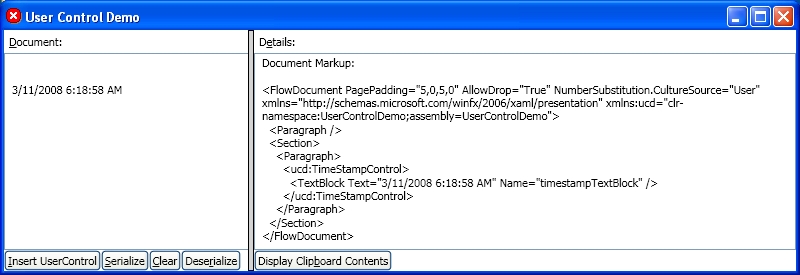 User Control Demo
Document:
3/11/2008 6:18:58 AM
Insert UserControl Serialize Clear Deserialize
Details:
Document Markup:
<FlowDocument PagePadding="5,0,5,0" AllowDrop="True" NumberSubstitution.CultureSource="User"
xmlns="http://schemas.microsoft.com/winfx/2006/xaml/presentation" xmlns:ucd="clr-
namespace:UserControlDemo;assembly=UserControlDemo">
<Paragraph />
<Section>
<Paragraph>
<ucd:TimeStampControl>
<TextBlock Text="3/11/2008 6:18:58 AM" Name="timestampTextBlock" />
</ucd:TimeStampControl>
</Paragraph>
</Section>
</FlowDocument>
Display Clipboard Contents